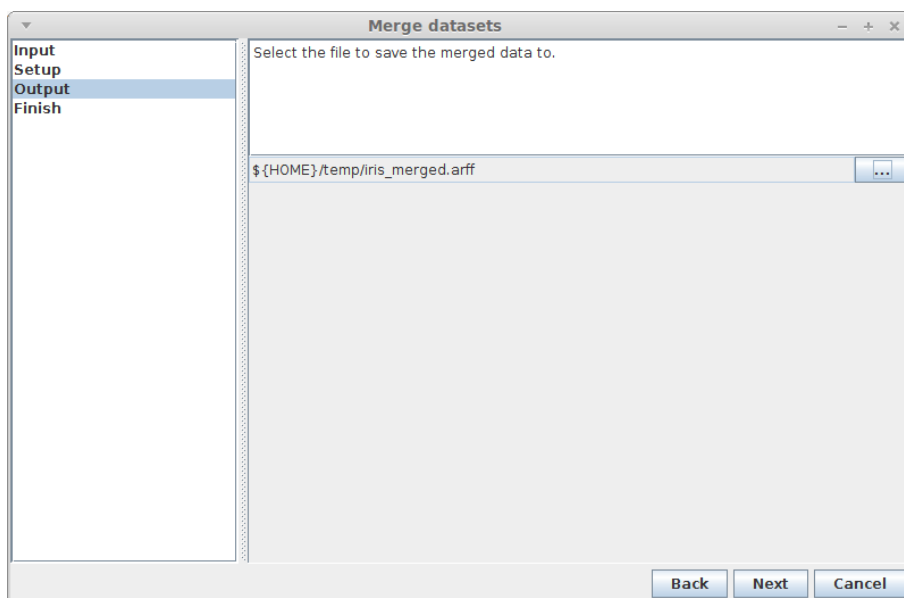 Merge datasets
Input
Setup
Output
Finish
Select the file to save the merged data to.
${HOME}/temp/iris_merged.arff
...
Back
Next
Cancel